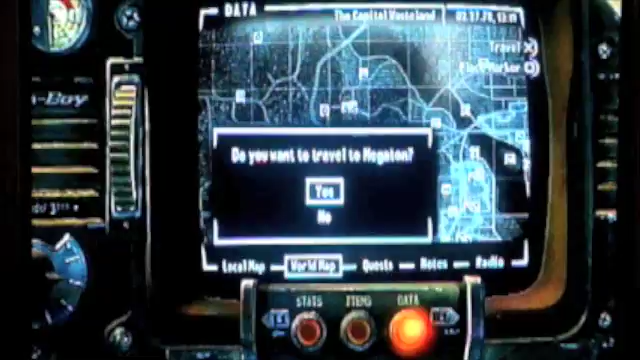 DATA
The Capital Wasteland
Travel X)
Place Marker
Do you want to travel to Megaton?
Yes
No
Local Map
World Map
Quests
Notes
Radio
STATS
ITEMS
DATA